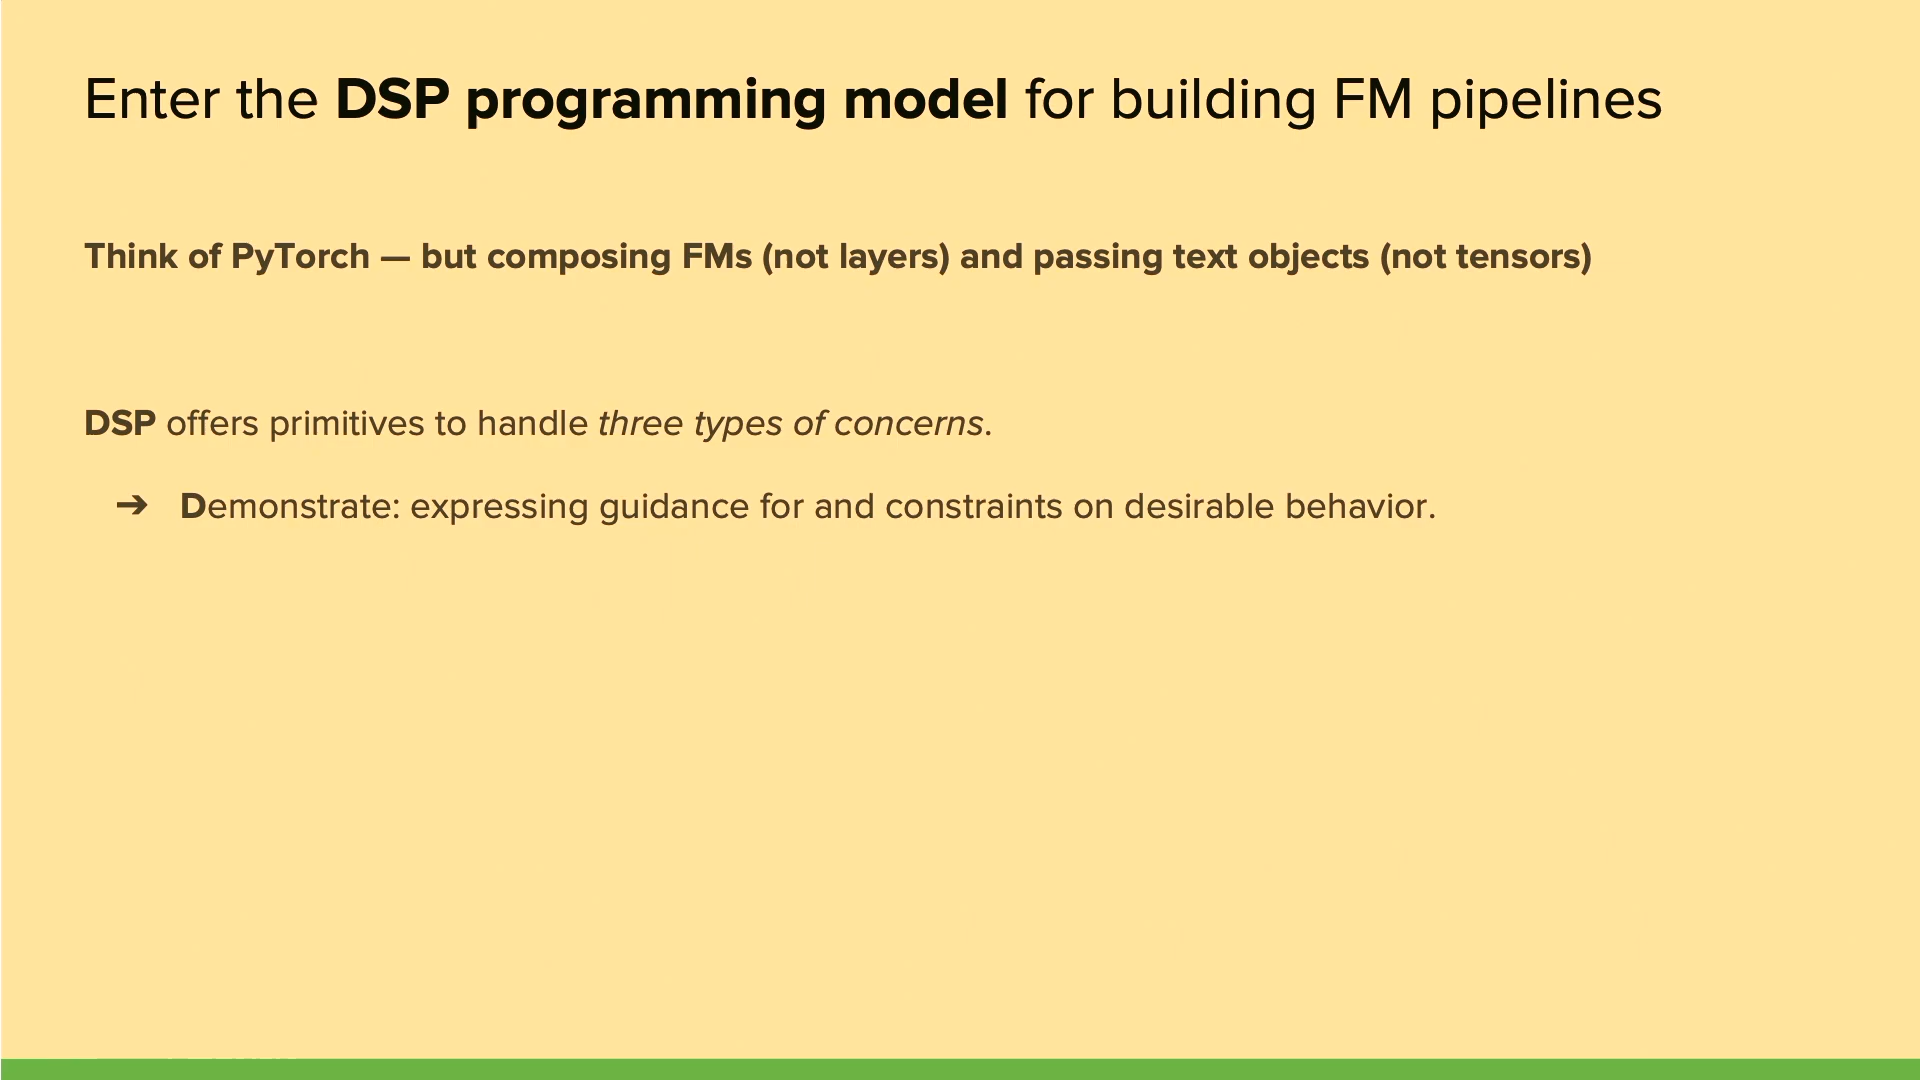 Enter the DSP programming model for building FM pipelines
Think of PyTorch — but composing FMs (not layers) and passing text objects (not tensors)
DSP offers primitives to handle three types of concerns.
➔ Demonstrate: expressing guidance for and constraints on desirable behavior.